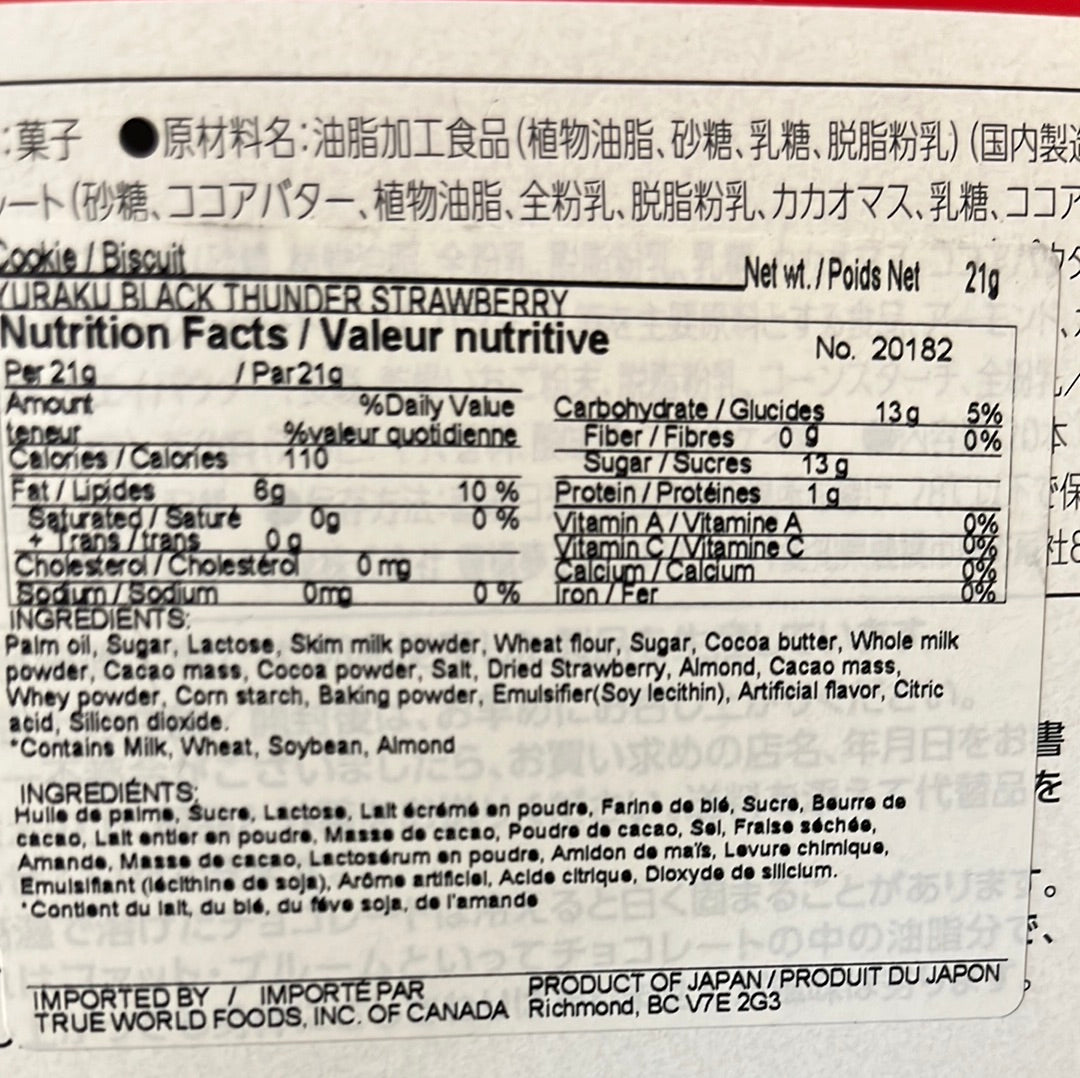 :菓子 ●原材料名:油脂加工食品(植物油脂、砂糖、乳糖、脱脂粉乳)(国内製造
ート(砂糖、ココアバター、植物油脂、全粉乳、脱脂粉乳、カカオマス、乳糖、ココア
Cookie / Biscuit
Net wt. / Poids Net 21g
YURAKU BLACK THUNDER STRAWBERRY
Nutrition Facts / Valeur nutritive
No. 20182
Per 21g / Par21g
Amount %Daily Value
teneur %valeur quotidienne
Calories / Calories 110
Fat / Lipides 6g 10 %
Saturated / Saturé 0g 0 %
+ Trans / trans 0 g
Cholesterol / Cholestérol 0 mg
Sodium / Sodium 0mg 0 %
Carbohydrate / Glucides 13 g 5%
Fiber / Fibres 0 g 0%
Sugar / Sucres 13 g
Protein / Protéines 1 g
Vitamin A / Vitamine A 0%
Vitamin C / Vitamine C 0%
Calcium / Calcium 0%
Iron / Fer 0%
INGREDIENTS:
Palm oil, Sugar, Lactose, Skim milk powder, Wheat flour, Sugar, Cocoa butter, Whole milk
powder, Cacao mass, Cocoa powder, Salt, Dried Strawberry, Almond, Cacao mass,
Whey powder, Corn starch, Baking powder, Emulsifier(Soy lecithin), Artificial flavor, Citric
acid, Silicon dioxide.
*Contains Milk, Wheat, Soybean, Almond
INGREDIÉNTS:
Huile de palme, Sucre, Lactose, Lait écrémé en poudre, Farine de blé, Sucre, Beurre de
cacao, Lait entier en poudre, Masse de cacao, Poudre de cacao, Sel, Fraise séchée,
Amande, Masse de cacao, Lactosérum en poudre, Amidon de maïs, Levure chimique,
Emulsifiant (lécithine de soja), Arôme artificiel, Acide citrique, Dioxyde de silicium.
*Contient du lait, du blé, du féve soja, de l'amande
IMPORTED BY / IMPORTÉ PAR
TRUE WORLD FOODS, INC. OF CANADA
PRODUCT OF JAPAN / PRODUIT DU JAPON
Richmond, BC V7E 2G3